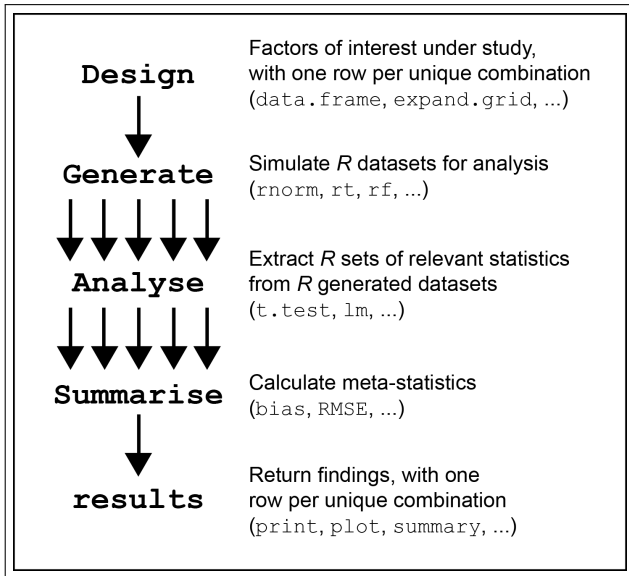 Design
Factors of interest under study,
with one row per unique combination
(data.frame, expand.grid, ...)
Generate
Simulate R datasets for analysis
(rnorm, rt, rf, ...)
Analyse
Extract R sets of relevant statistics
from R generated datasets
(t.test, lm, ...)
Summarise
Calculate meta-statistics
(bias, RMSE, ...)
results
Return findings, with one
row per unique combination
(print, plot, summary, ...)